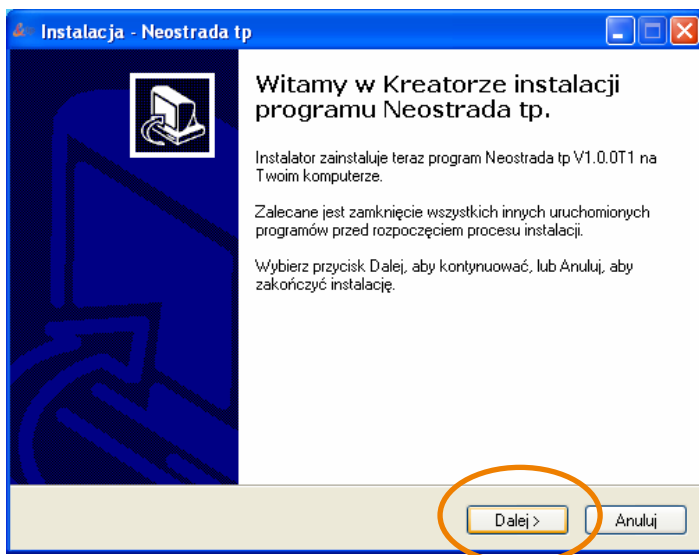 Instalacja - Neostrada tp
Witamy w Kreatorze instalacji
programu Neostrada tp.
Instalator zainstaluje teraz program Neostrada tp V1.0.0T1 na
Twoim komputerze.
Zalecane jest zamknięcie wszystkich innych uruchomionych
programów przed rozpoczęciem procesu instalacji.
Wybierz przycisk Dalej, aby kontynuować, lub Anuluj, aby
zakończyć instalację.
Dalej >
Anuluj